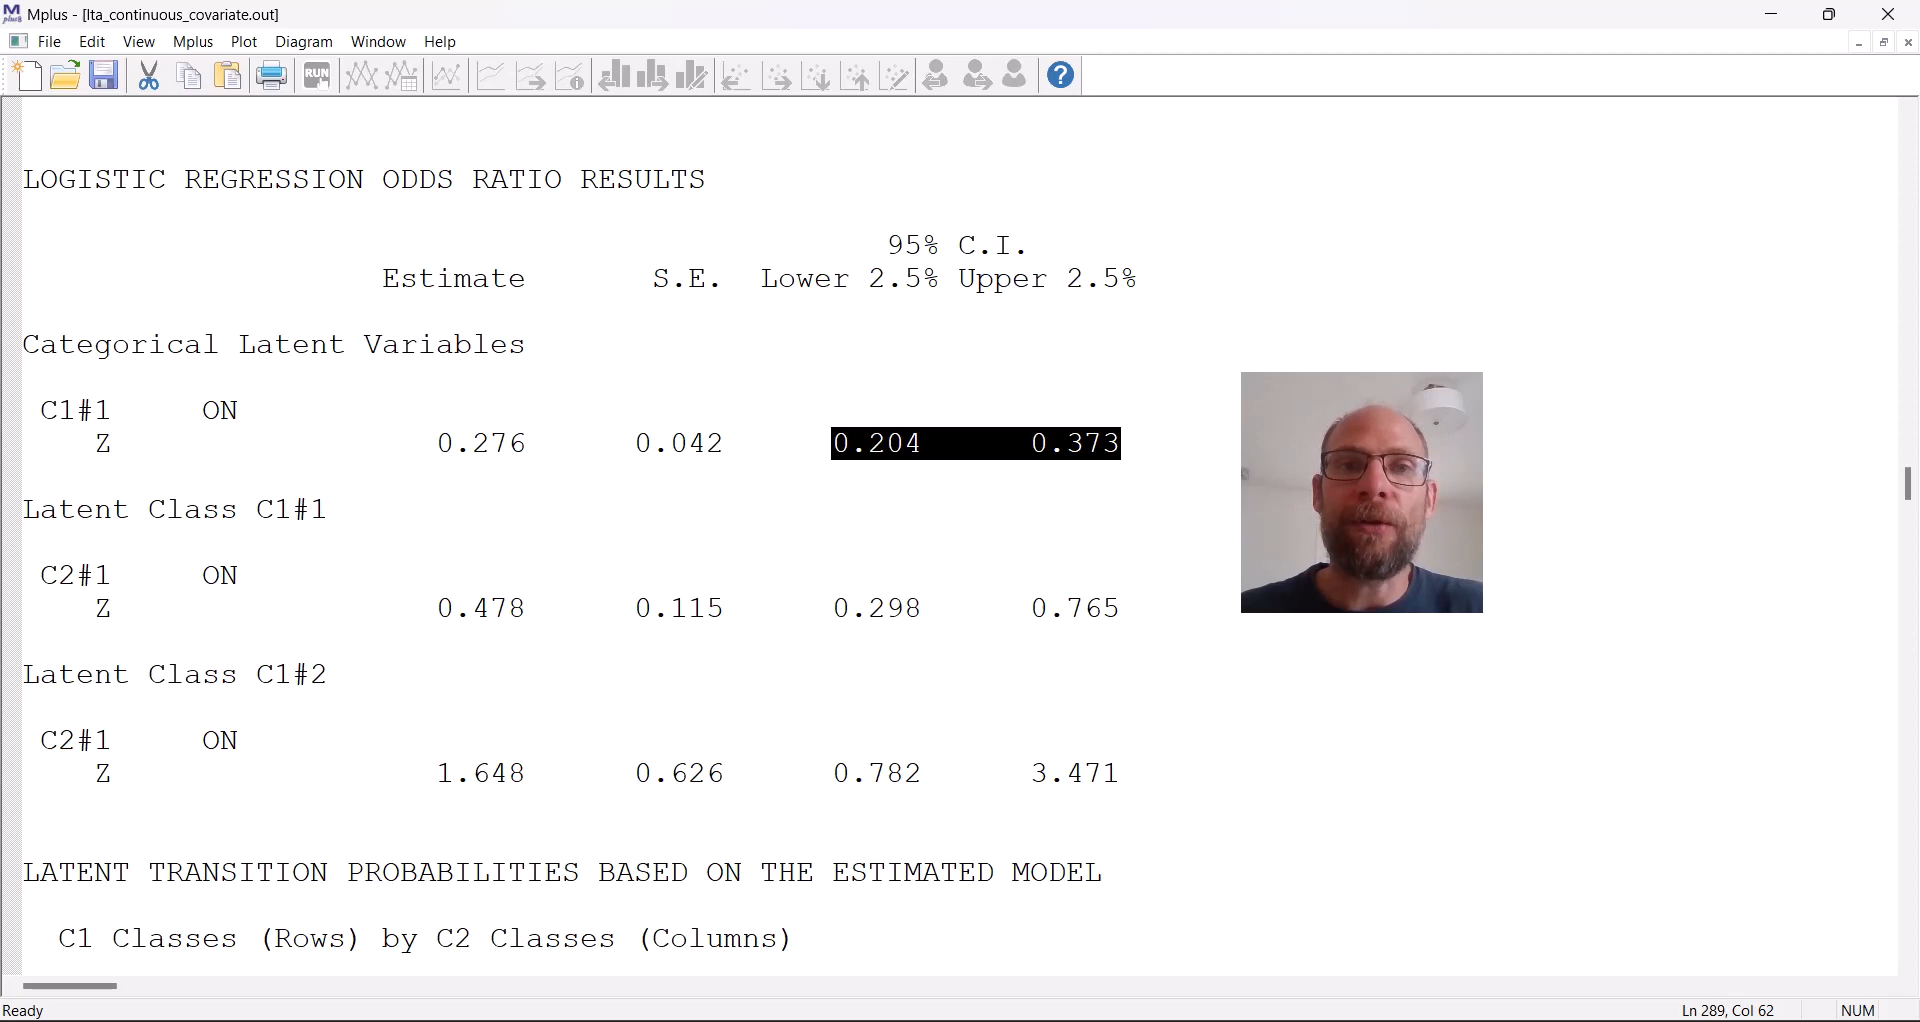 Mplus - [lta_continuous_covariate.out]
File Edit View Mplus Plot Diagram Window Help
RUN
LOGISTIC REGRESSION ODDS RATIO RESULTS
95% C.I.
Estimate S.E. Lower 2.5% Upper 2.5%
Categorical Latent Variables
C1#1 ON
Z 0.276 0.042 0.204 0.373
Latent Class C1#1
C2#1 ON
Z 0.478 0.115 0.298 0.765
Latent Class C1#2
C2#1 ON
Z 1.648 0.626 0.782 3.471
LATENT TRANSITION PROBABILITIES BASED ON THE ESTIMATED MODEL
C1 Classes (Rows) by C2 Classes (Columns)
Ready Ln 289, Col 62 NUM